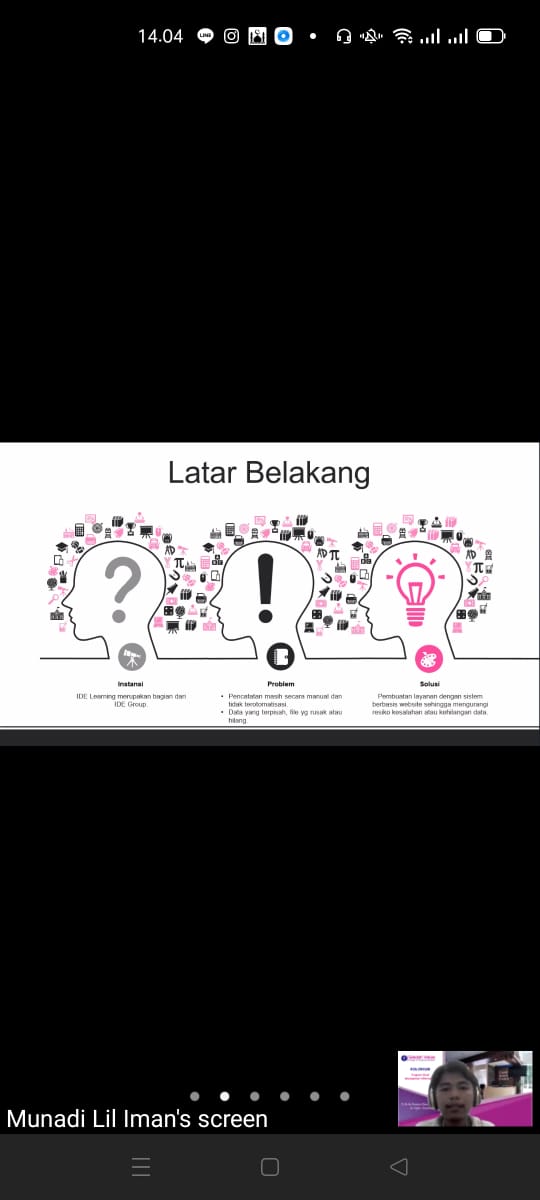 14.04
Latar Belakang
Instansi
IDE Learning merupakan bagian dari
IDE Group.
Problem
• Pencatatan masih secara manual dan
tidak terotomatisasi.
• Data yang terpisah, file yg rusak atau
hilang.
Solusi
Pembuatan layanan dengan sistem
berbasis website sehingga mengurangi
resiko kesalahan atau kehilangan data.
Munadi Lil Iman's screen